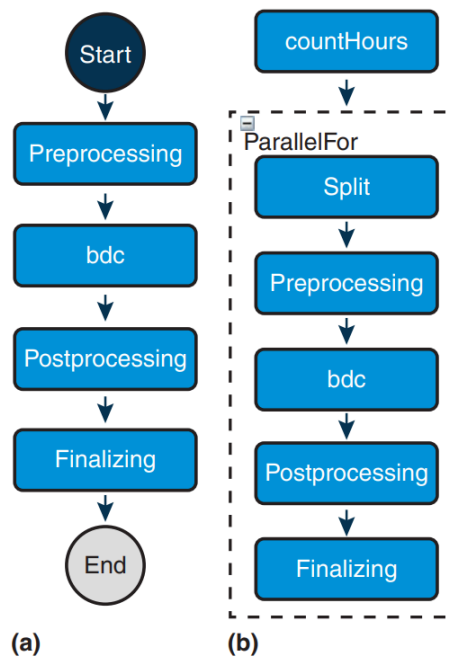 Start
Preprocessing
bdc
Postprocessing
Finalizing
End
(a)
countHours
ParallelFor
Split
Preprocessing
bdc
Postprocessing
Finalizing
(b)